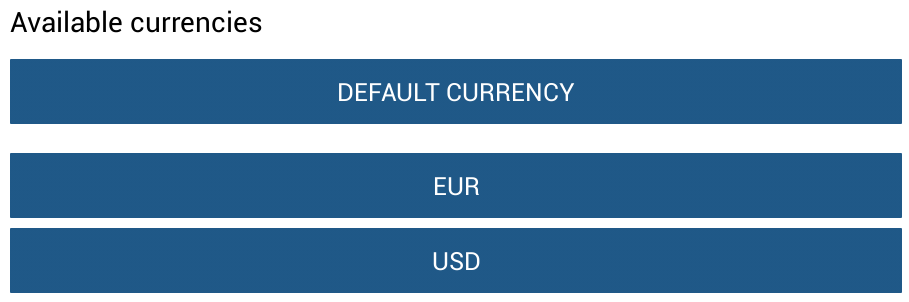 Available currencies
DEFAULT CURRENCY
EUR
USD